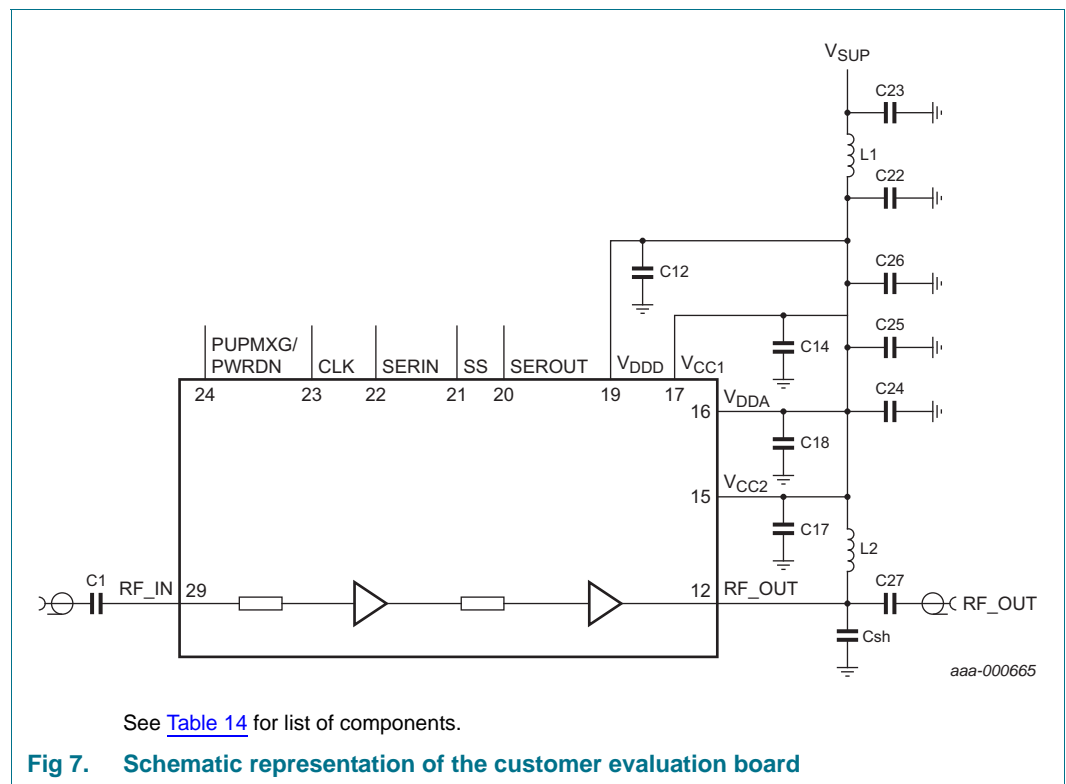 VSUP
C23
L1
C22
C12
C26
C25
C14
PUPMXG/
PWRDN
CLK
SERIN
SS
SEROUT
VDDD
VCC1
24
23
22
21
20
19
17
16
VDDA
C24
C18
15
VCC2
C17
L2
C1
RF_IN
29
12
RF_OUT
C27
RF_OUT
Csh
aaa-000665
See Table 14 for list of components.
Fig 7. Schematic representation of the customer evaluation board